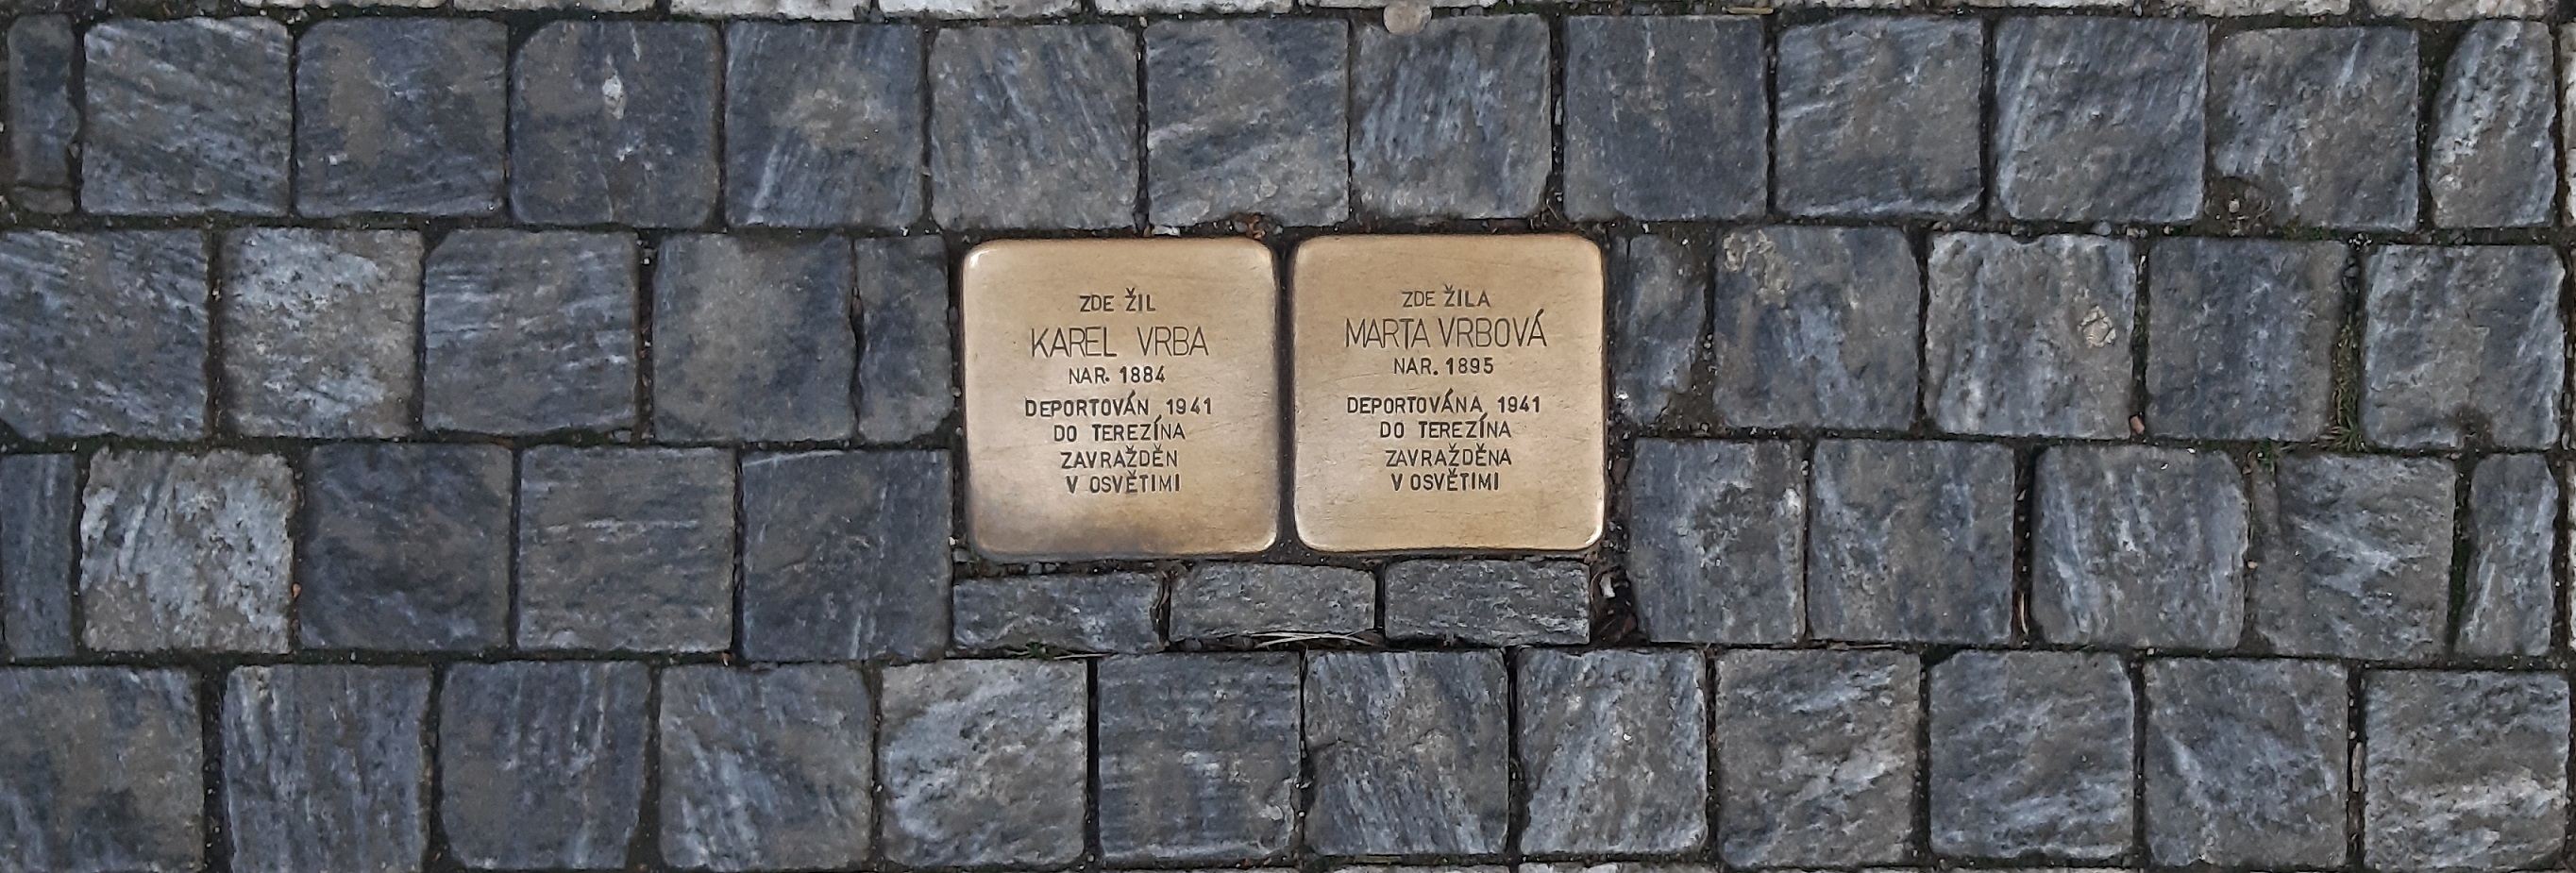 ZDE ŽIL
KAREL VRBA
NAR. 1884
DEPORTOVÁN 1941
DO TEREZÍNA
ZAVRAŽDĚN
V OSVĚTIMI
ZDE ŽILA
MARTA VRBOVÁ
NAR. 1895
DEPORTOVÁNA 1941
DO TEREZÍNA
ZAVRAŽDĚNA
V OSVĚTIMI